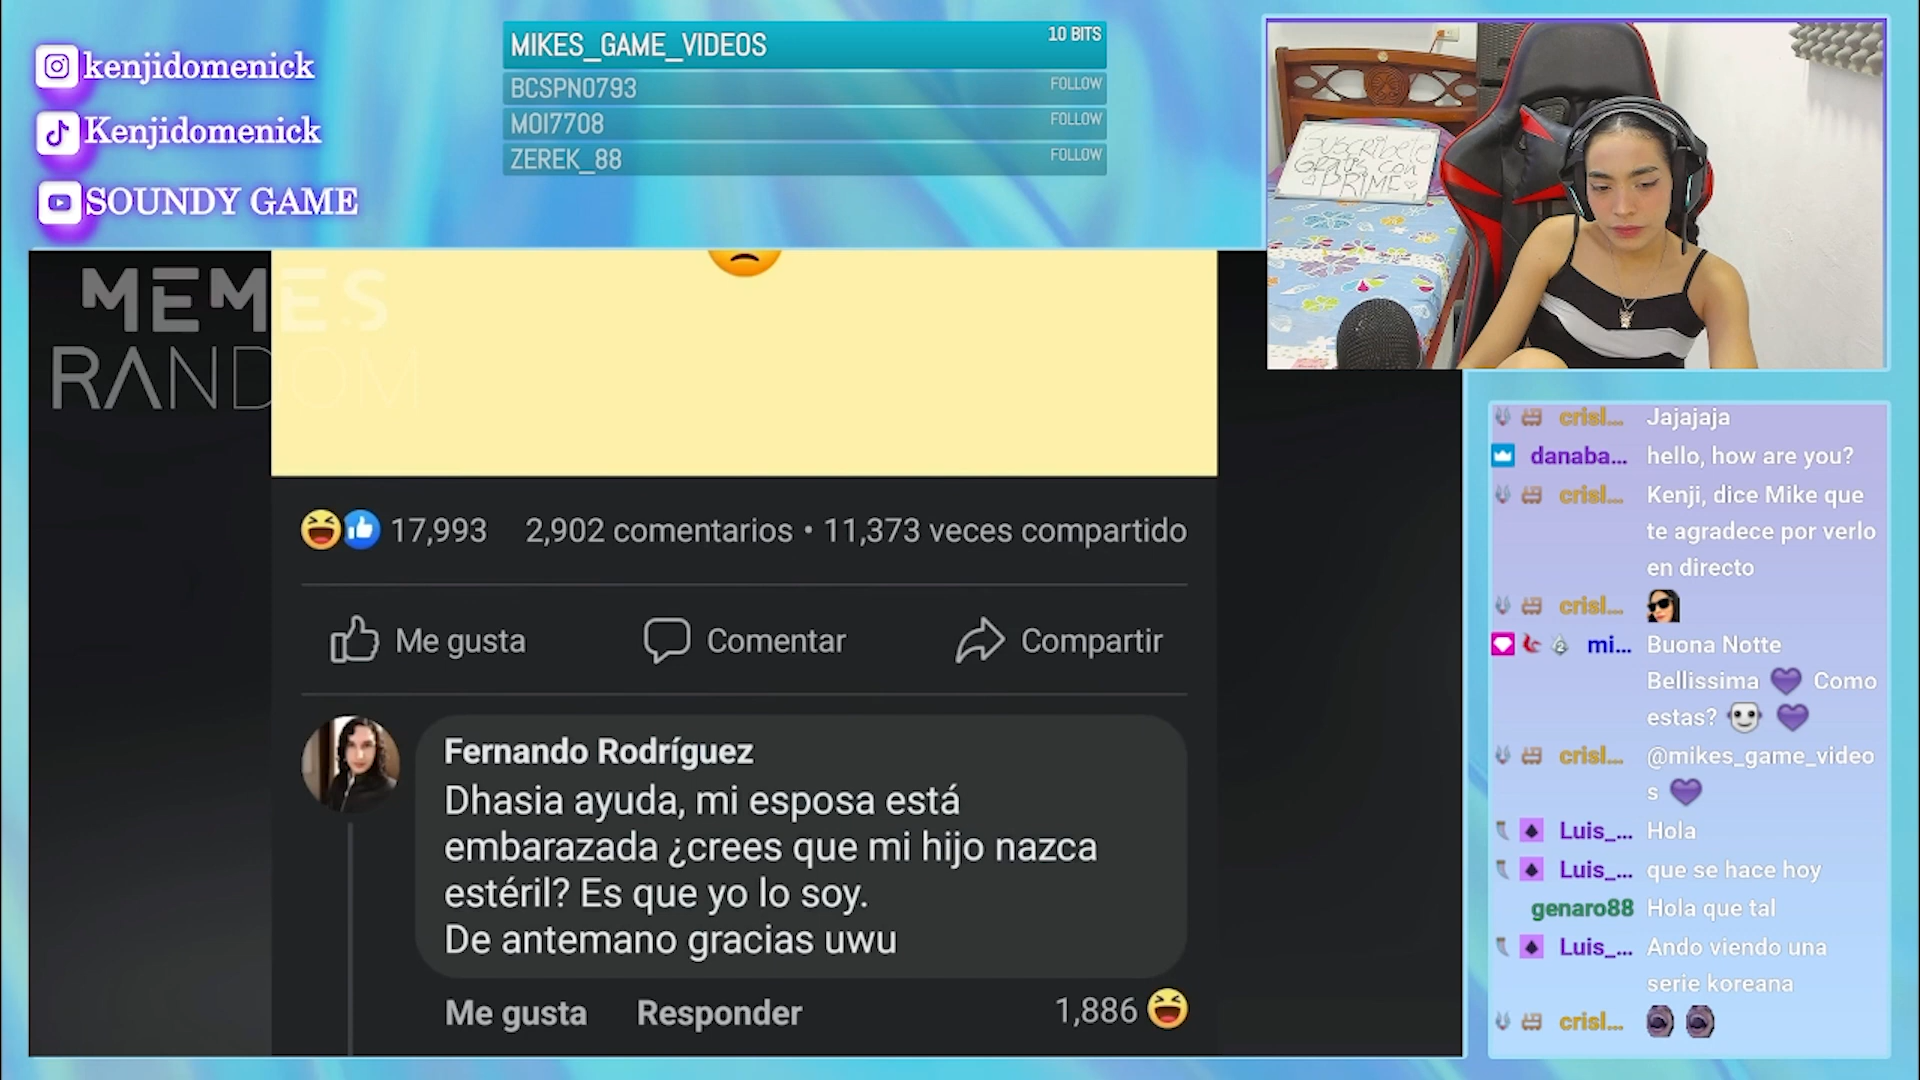 kenjidomenick
Kenjidomenick
SOUNDY GAME
MIKES_GAME_VIDEOS 10 BITS
BCSPN0793 FOLLOW
MOI7708 FOLLOW
ZEREK_88 FOLLOW
SUSCRIBETE
GRATIS CON
PRIME
MEMES
RANDOM
17,993 2,902 comentarios • 11,373 veces compartido
Me gusta Comentar Compartir
Fernando Rodríguez
Dhasia ayuda, mi esposa está
embarazada ¿crees que mi hijo nazca
estéril? Es que yo lo soy.
De antemano gracias uwu
Me gusta Responder 1,886
crisl... Jajajaja
danaba... hello, how are you?
crisl... Kenji, dice Mike que
te agradece por verlo
en directo
crisl...
mi... Buona Notte
Bellissima 💜 Como
estas? 💜
crisl... @mikes_game_video
s 💜
Luis_... Hola
Luis_... que se hace hoy
genaro88 Hola que tal
Luis_... Ando viendo una
serie koreana
crisl...